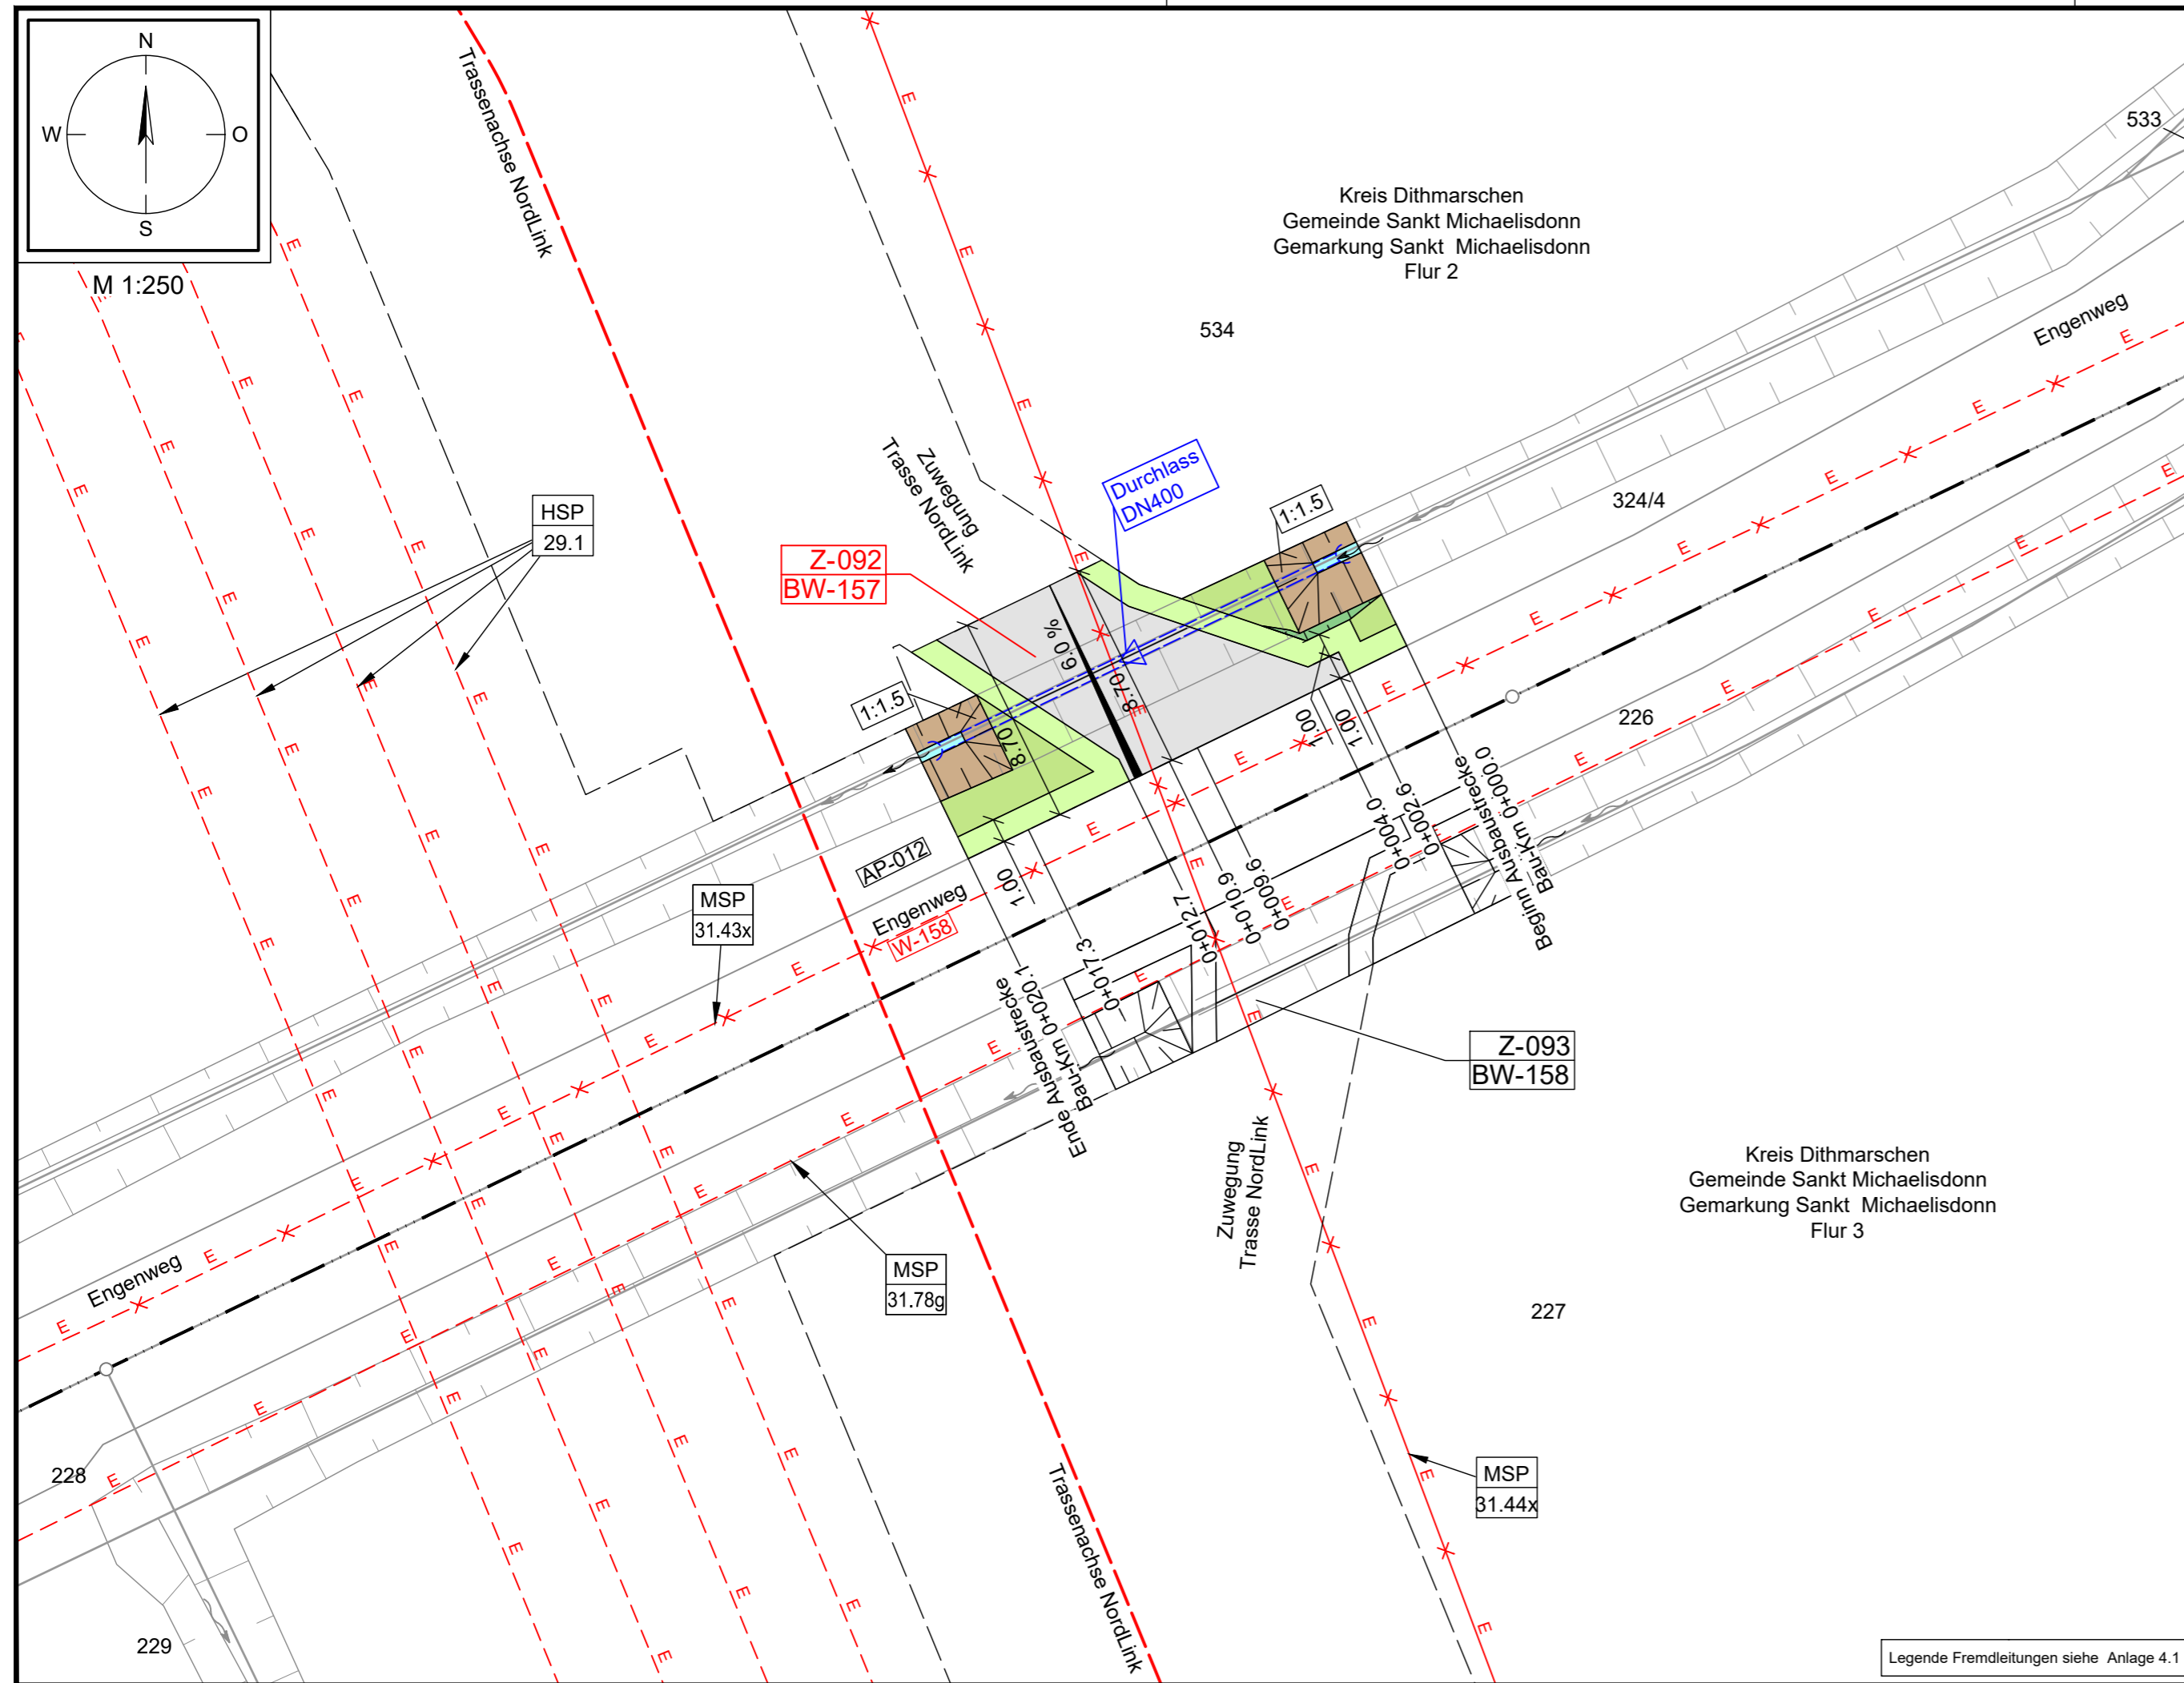 N
W
O
S
M 1:250
Trassenachse NordLink
Kreis Dithmarschen
Gemeinde Sankt Michaelisdonn
Gemarkung Sankt  Michaelisdonn
Flur 2
533
534
Engenweg
Zuwegung
Trasse NordLink
Durchlass
DN400
1:1.5
324/4
HSP
29.1
Z-092
BW-157
6.0 %
8.70
1:1.5
8.70
226
1.00
1.00
AP-012
1.00
MSP
31.43x
Engenweg
W-158
Beginn Ausbaustrecke
Bau-Km 0+000.0
0+002.6
0+004.0
0+009.6
0+010.9
0+012.7
0+017.3
Ende Ausbaustrecke
Bau-Km 0+020.1
Z-093
BW-158
Zuwegung
Trasse NordLink
Kreis Dithmarschen
Gemeinde Sankt Michaelisdonn
Gemarkung Sankt  Michaelisdonn
Flur 3
Engenweg
MSP
31.78g
227
228
MSP
31.44x
Trassenachse NordLink
229
Legende Fremdleitungen siehe  Anlage 4.1